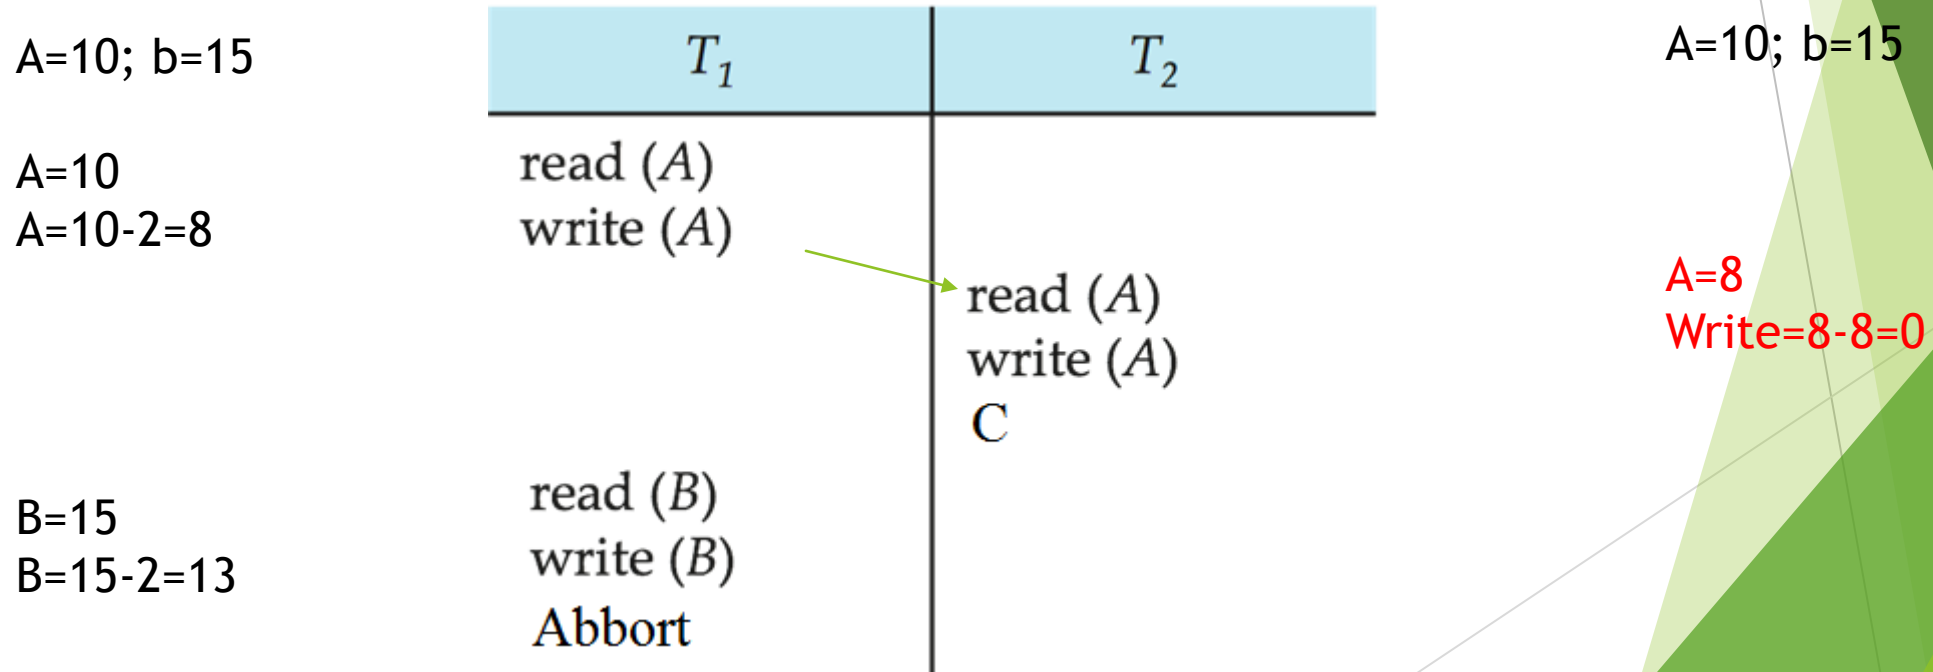 A=10; b=15
T1
T2
A=10; b=15
A=10
read (A)
A=10-2=8
write (A)
read (A)
A=8
write (A)
Write=8-8=0
C
B=15
read (B)
B=15-2=13
write (B)
Abbort